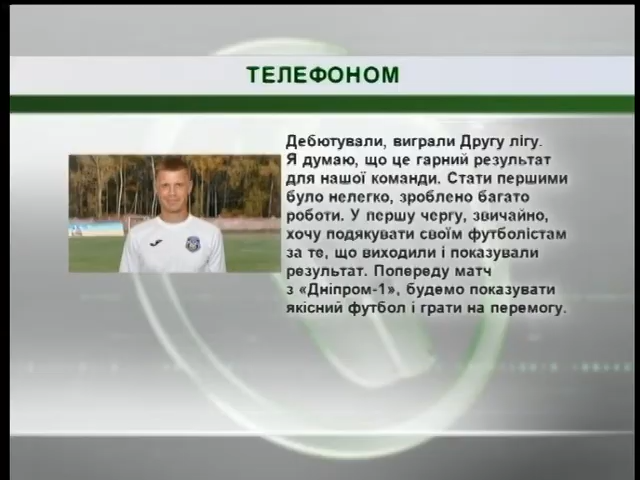 ТЕЛЕФОНОМ
Дебютували, виграли Другу лігу.
Я думаю, що це гарний результат
для нашої команди. Стати першими
було нелегко, зроблено багато
роботи. У першу чергу, звичайно,
хочу подякувати своїм футболістам
за те, що виходили і показували
результат. Попереду матч
з «Дніпром-1», будемо показувати
якісний футбол і грати на перемогу.